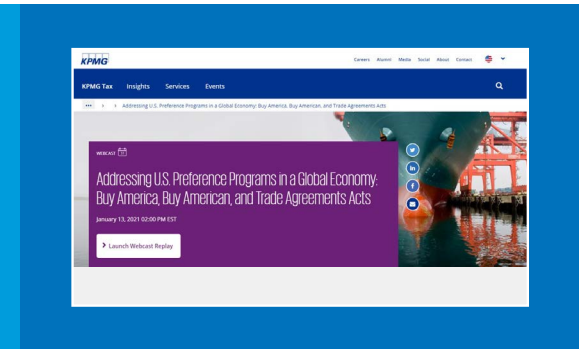 KPMG
Careers Alumni Media Social About Contact
KPMG Tax Insights Services Events
••• › › Addressing U.S. Preference Programs in a Global Economy: Buy America, Buy American, and Trade Agreements Acts
WEBCAST
Addressing U.S. Preference Programs in a Global Economy:
Buy America, Buy American, and Trade Agreements Acts
January 13, 2021 02:00 PM EST
› Launch Webcast Replay